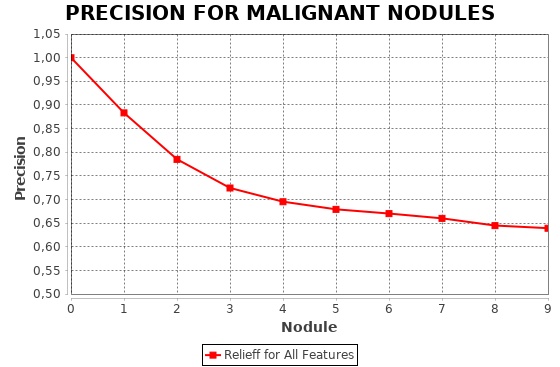 PRECISION FOR MALIGNANT NODULES
1,05
1,00
0,95
0,90
0,85
0,80
0,75
0,70
0,65
0,60
0,55
0,50
Precision
0 1 2 3 4 5 6 7 8 9
Nodule
Relieff for All Features